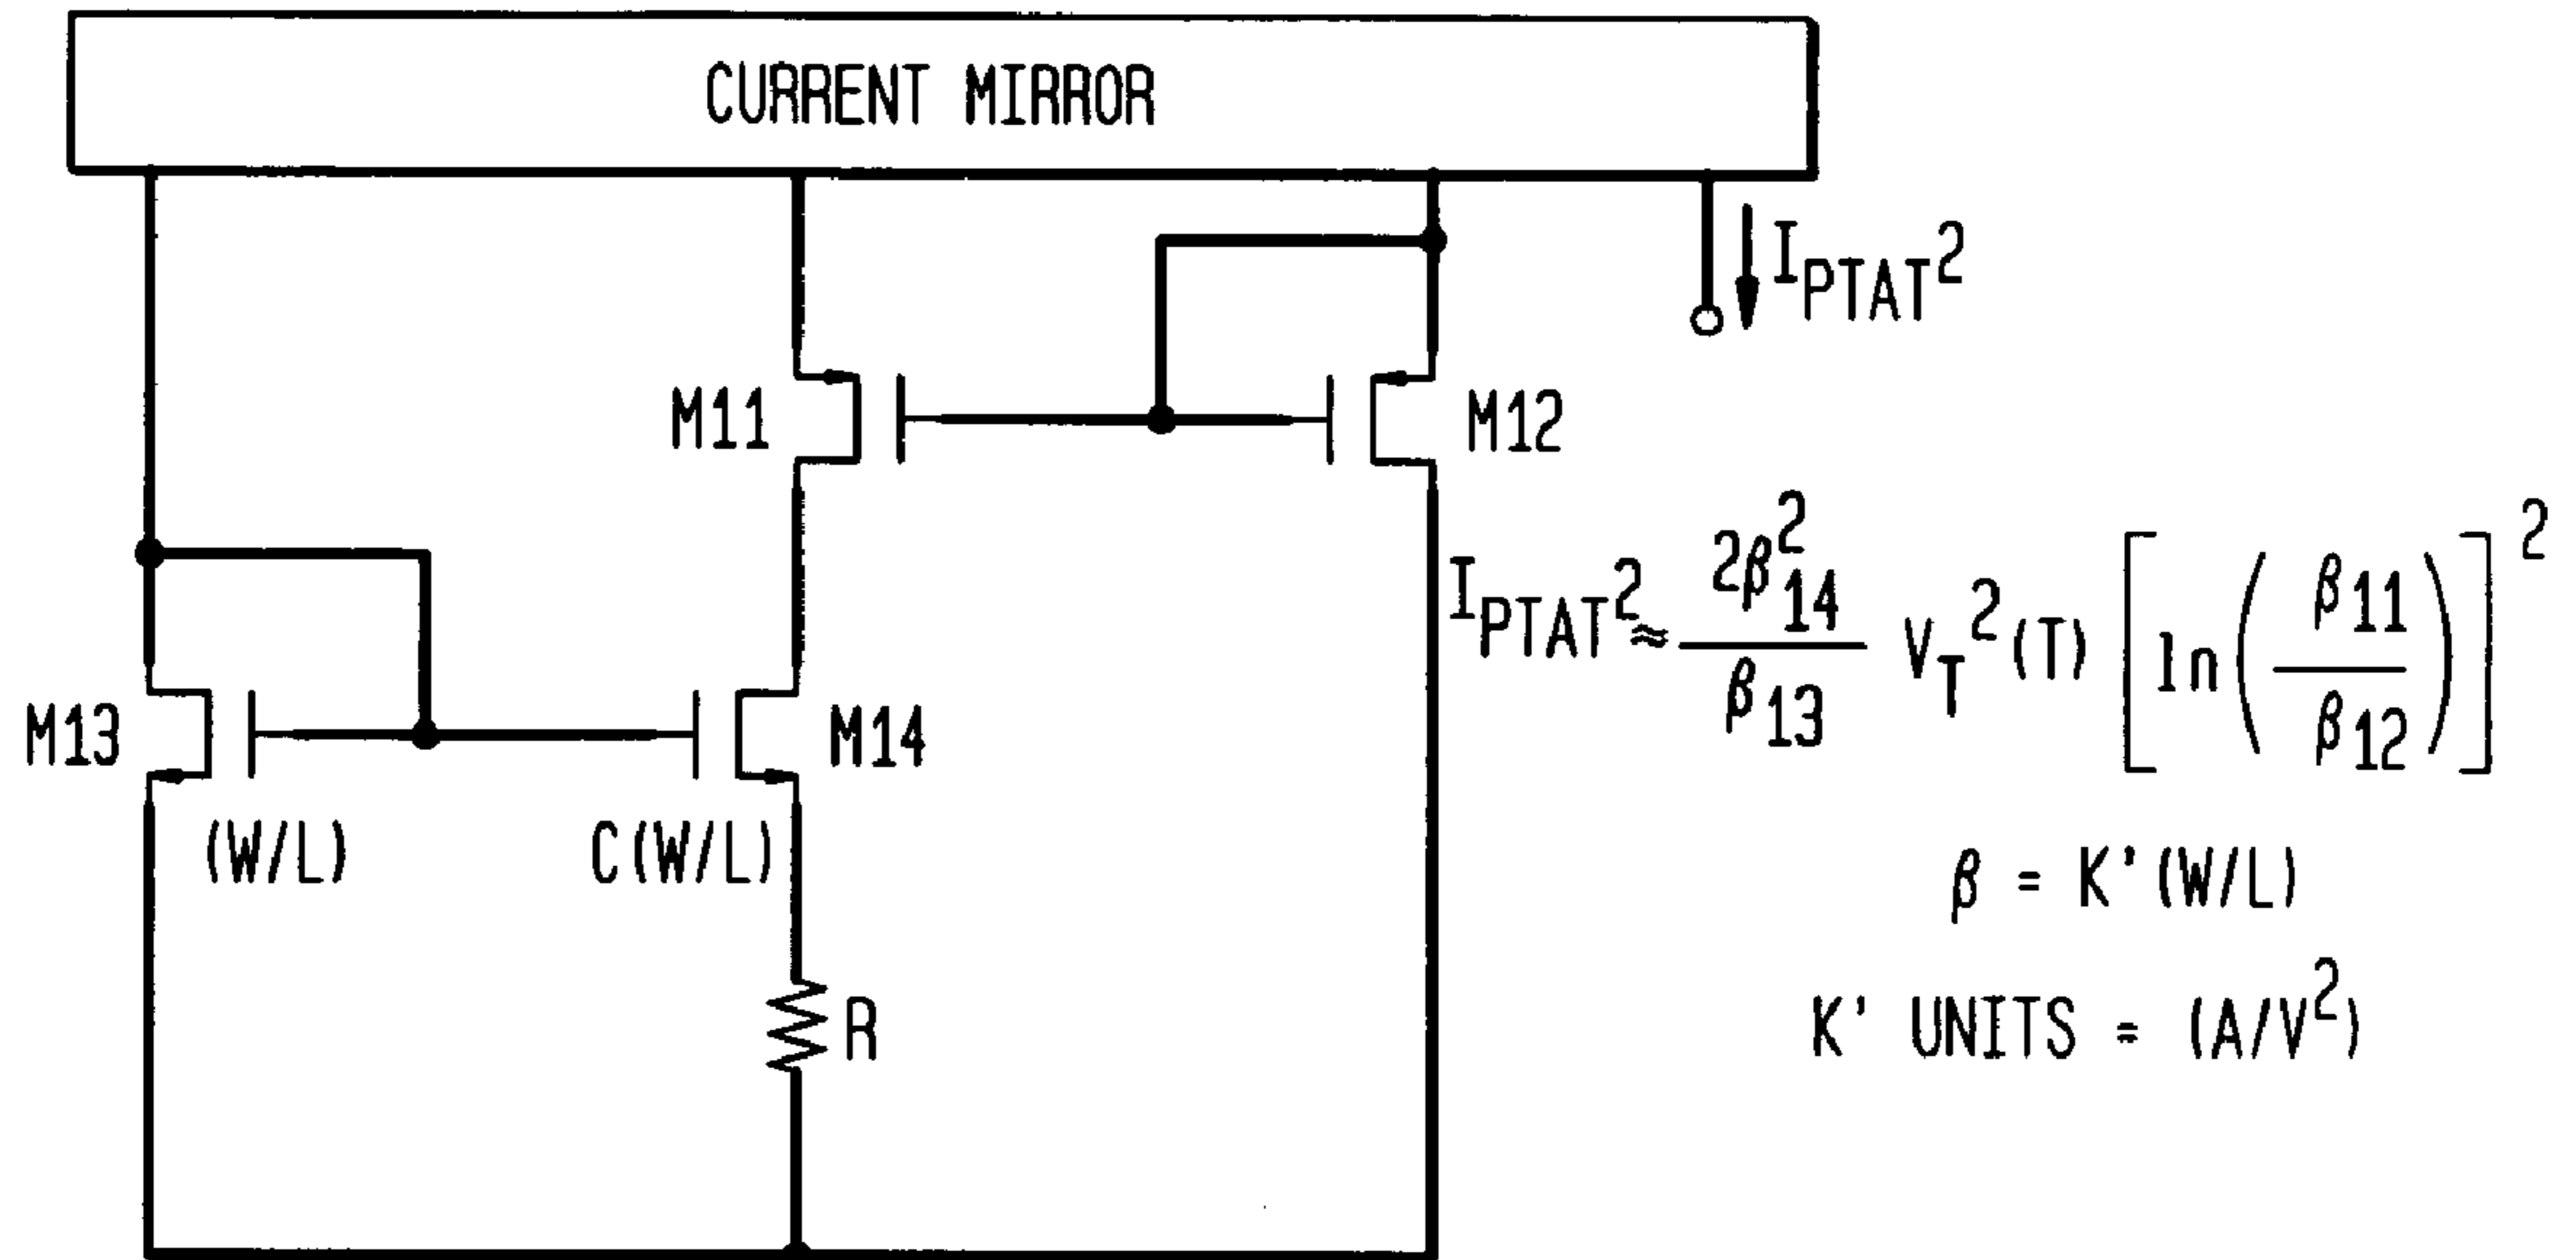 CURRENT MIRROR
I_PTAT²
M11
M12
I_PTAT² ≈ 2β²₁₄ / β₁₃ V_T²(T) [ln(β₁₁ / β₁₂)]²
M13
M14
(W/L)
C(W/L)
β = K'(W/L)
R
K' UNITS = (A/V²)